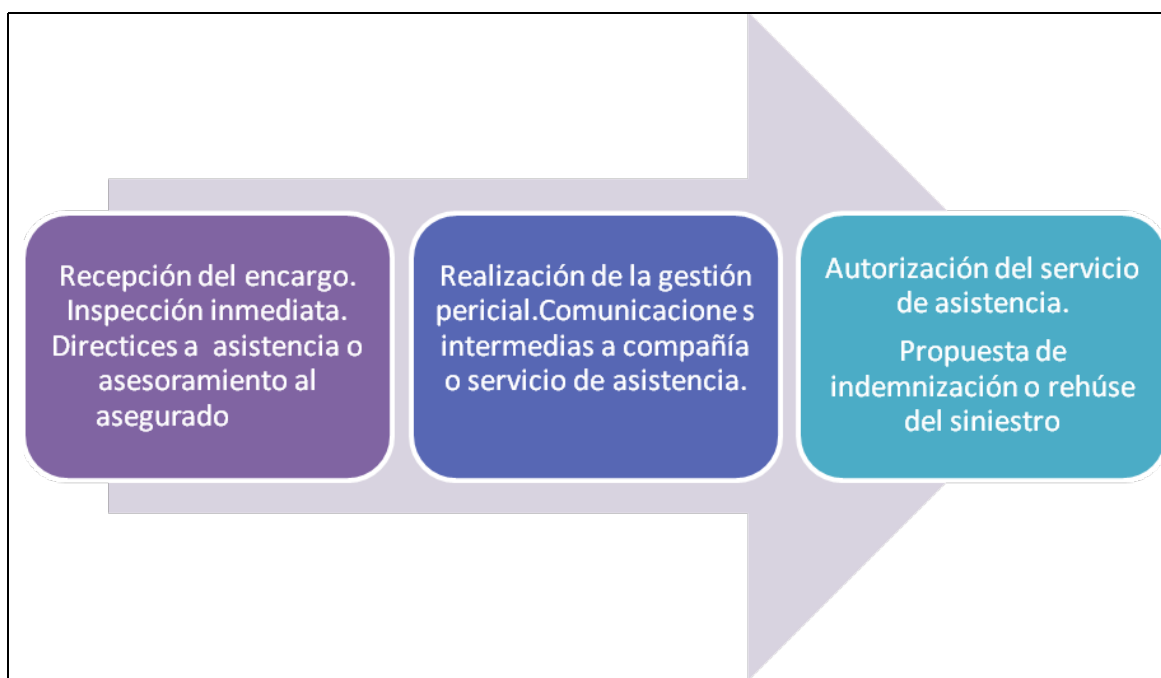 Recepción del encargo.
Inspección inmediata.
Directices a asistencia o
asesoramiento al
asegurado
Realización de la gestión
pericial.Comunicacione s
intermedias a compañía
o servicio de asistencia.
Autorización del servicio
de asistencia.
Propuesta de
indemnización o rehúse
del siniestro